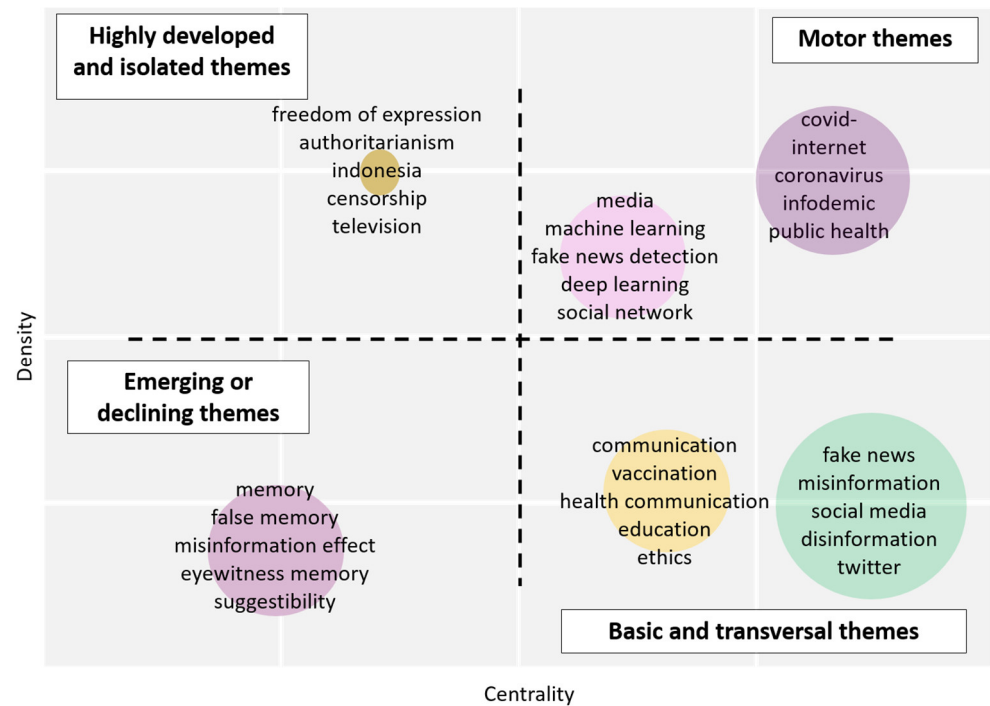 Highly developed
and isolated themes
Motor themes
freedom of expression
authoritarianism
indonesia
censorship
television
covid-
internet
coronavirus
infodemic
public health
media
machine learning
fake news detection
deep learning
social network
Density
Emerging or
declining themes
memory
false memory
misinformation effect
eyewitness memory
suggestibility
communication
vaccination
health communication
education
ethics
fake news
misinformation
social media
disinformation
twitter
Basic and transversal themes
Centrality